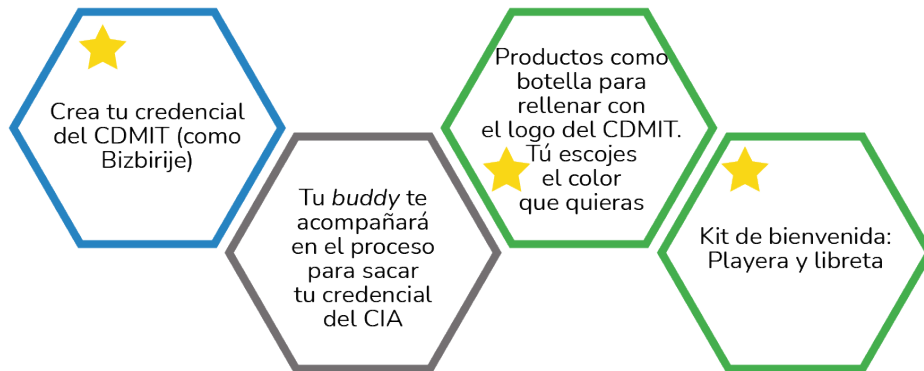 Crea tu credencial
del CDMIT (como
Bizbirije)
Tu buddy te
acompañará
en el proceso
para sacar
tu credencial
del CIA
Productos como
botella para
rellenar con
el logo del CDMIT.
Tú escojes
el color
que quieras
Kit de bienvenida:
Playera y libreta